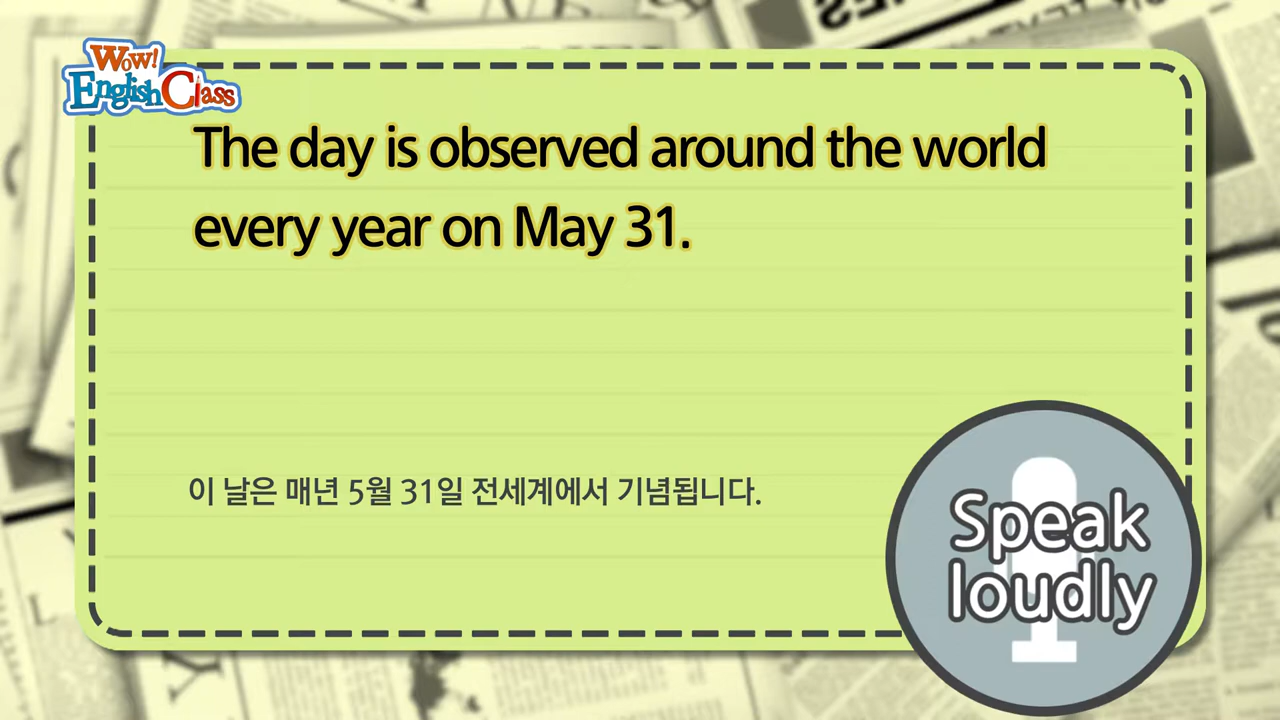 Wow!
English Class
The day is observed around the world
every year on May 31.
이 날은 매년 5월 31일 전세계에서 기념됩니다.
Speak
loudly